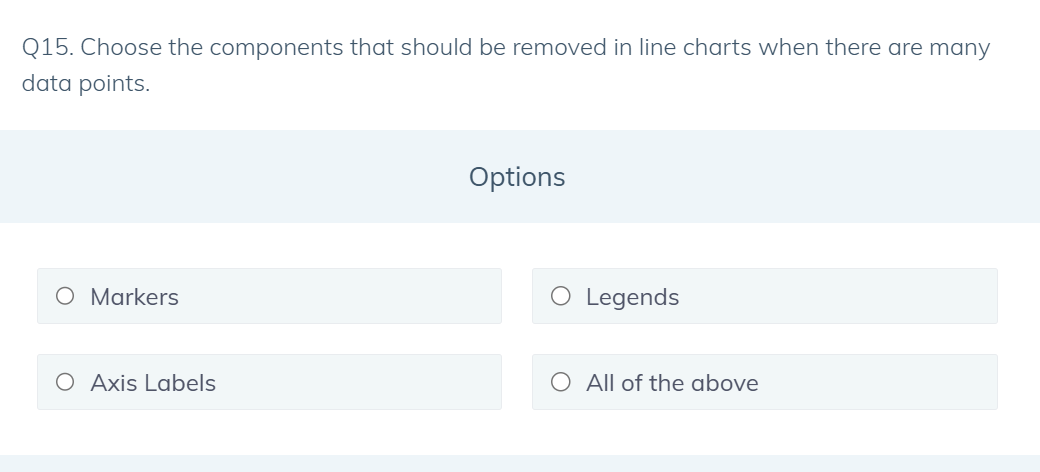 Q15. Choose the components that should be removed in line charts when there are many
data points.
Options
Markers
Legends
Axis Labels
All of the above